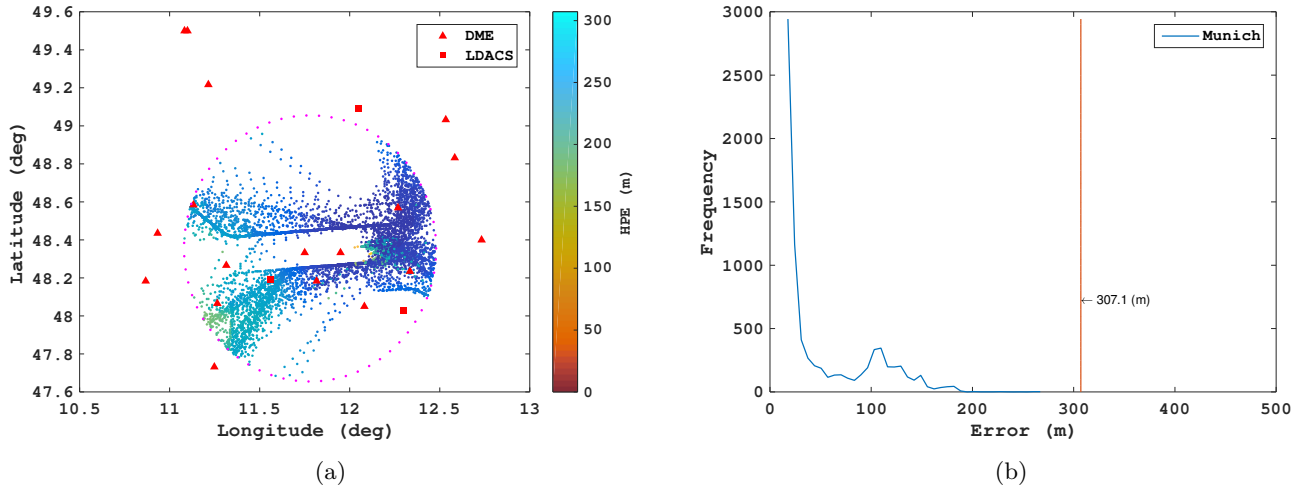 49.6
49.4
49.2
49
48.8
48.6
48.4
48.2
48
47.8
47.6
Latitude (deg)
10.5 11 11.5 12 12.5 13
Longitude (deg)
DME
LDACS
300
250
200
150
100
50
0
HPE (m)
(a)
3000
2500
2000
1500
1000
500
0
Frequency
0 100 200 300 400 500
Error (m)
Munich
← 307.1 (m)
(b)